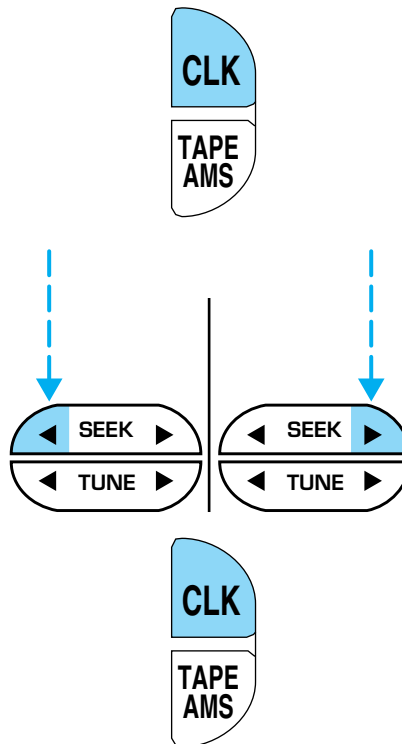 CLK
TAPE
AMS
◀ SEEK ▶
◀ TUNE ▶
◀ SEEK ▶
◀ TUNE ▶
CLK
TAPE
AMS